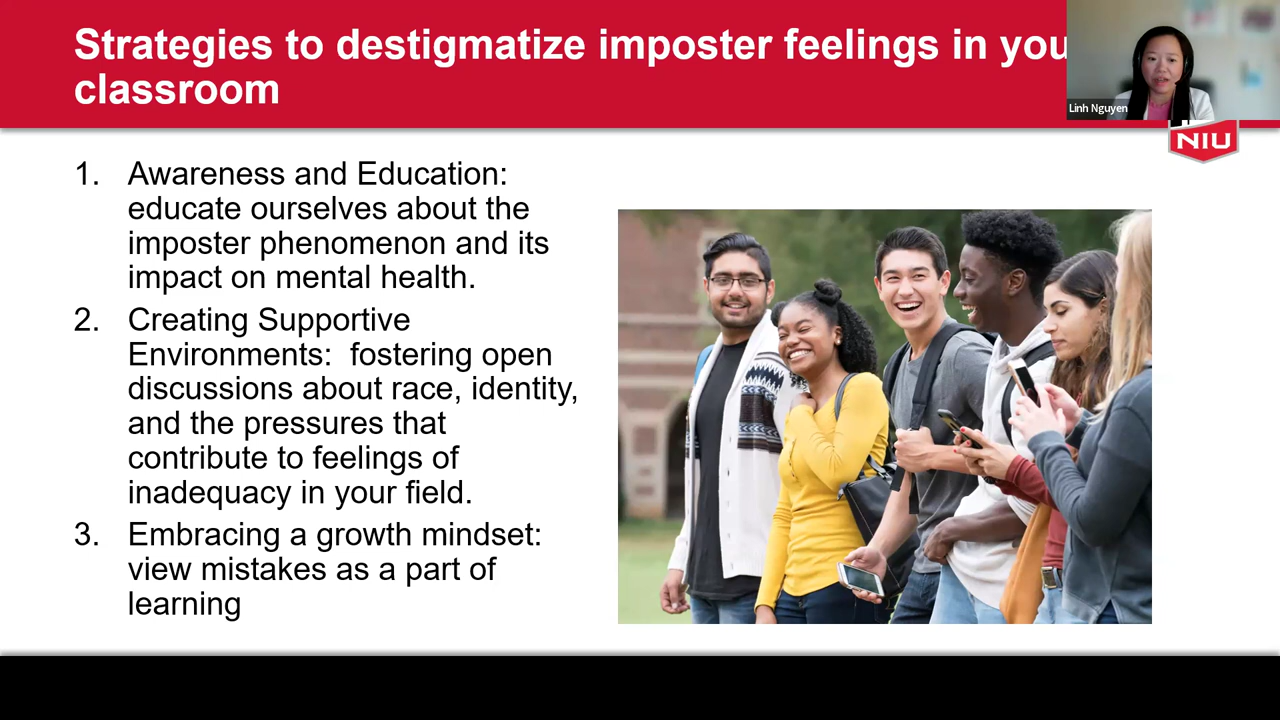 Strategies to destigmatize imposter feelings in you
classroom
Linh Nguyen
NIU
1. Awareness and Education:
educate ourselves about the
imposter phenomenon and its
impact on mental health.
2. Creating Supportive
Environments:  fostering open
discussions about race, identity,
and the pressures that
contribute to feelings of
inadequacy in your field.
3. Embracing a growth mindset:
view mistakes as a part of
learning